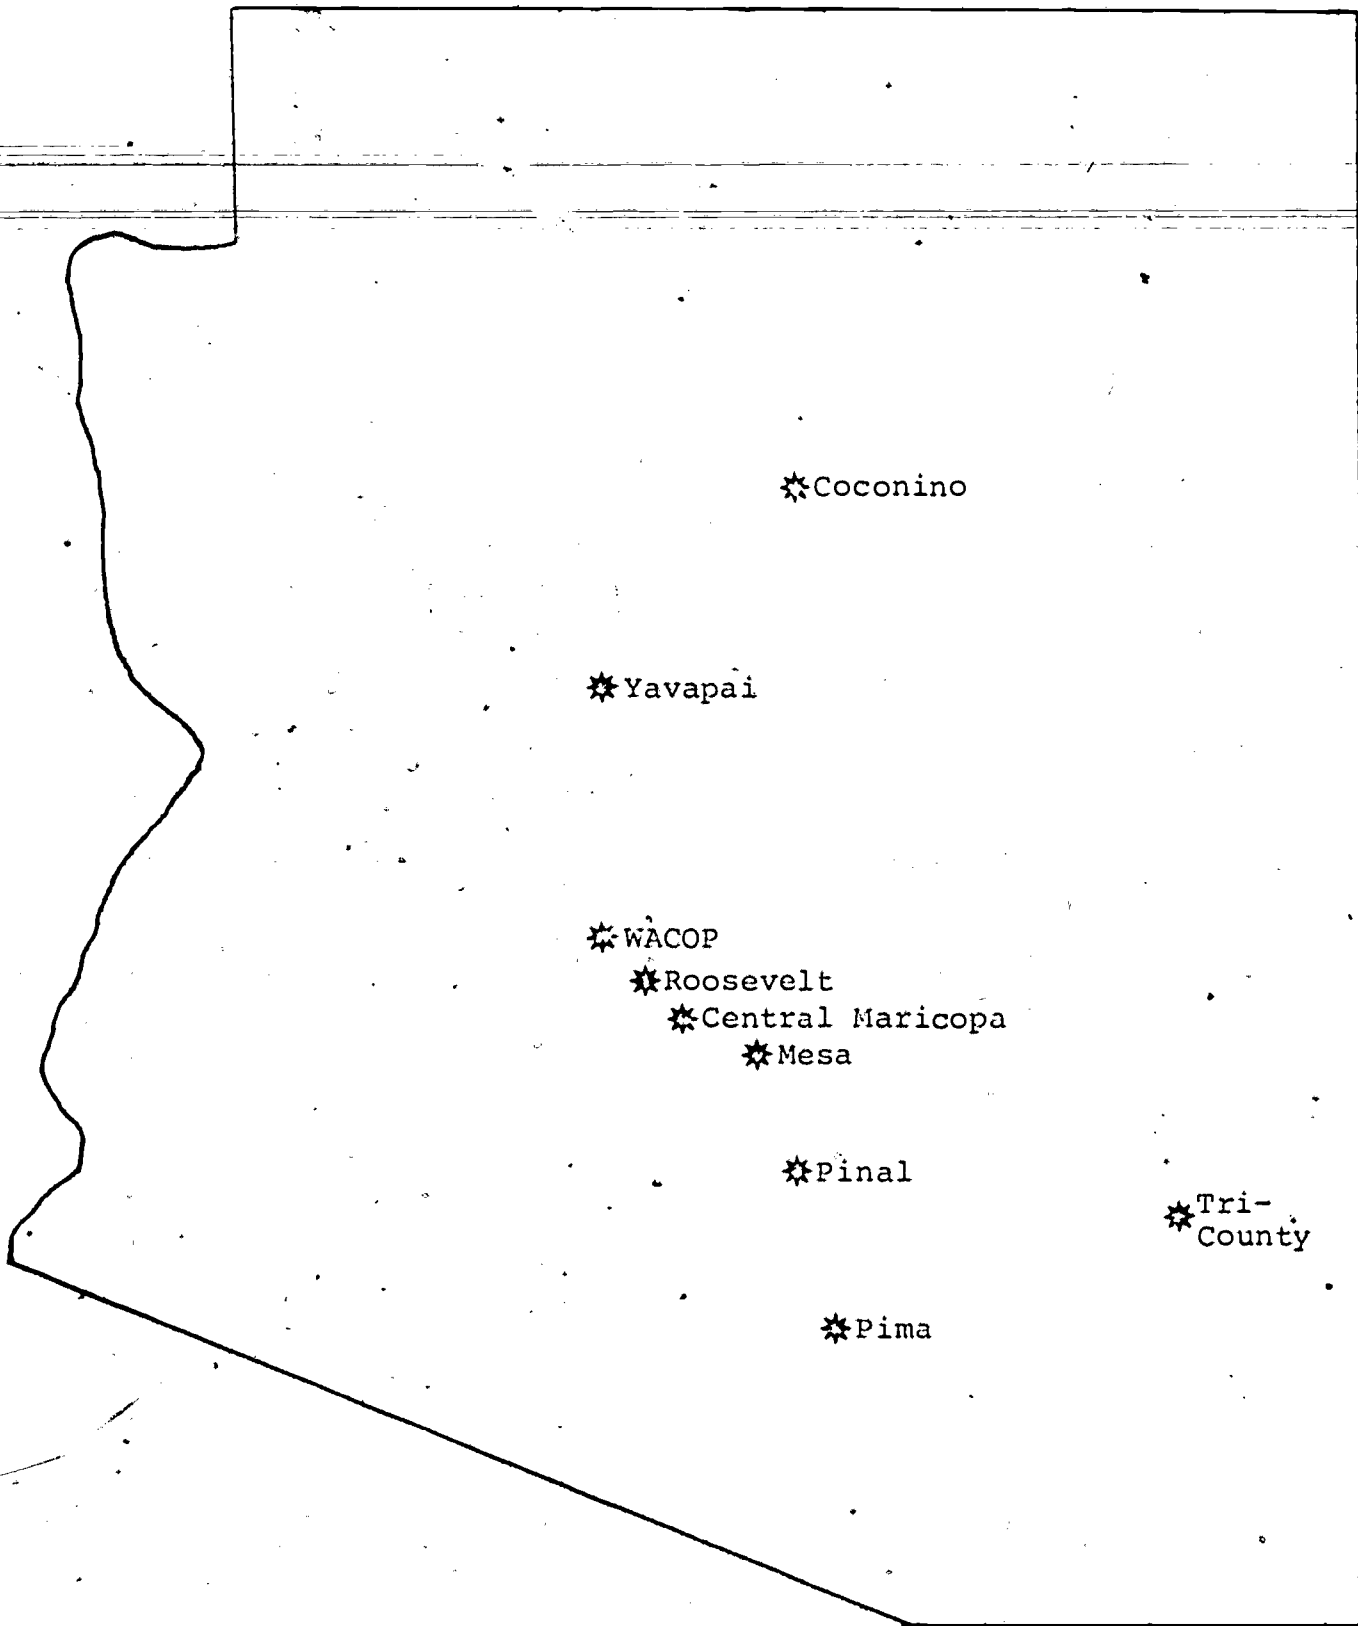 Coconino
Yavapai
WACOP
Roosevelt
Central Maricopa
Mesa
Pinal
Tri-
County
Pima